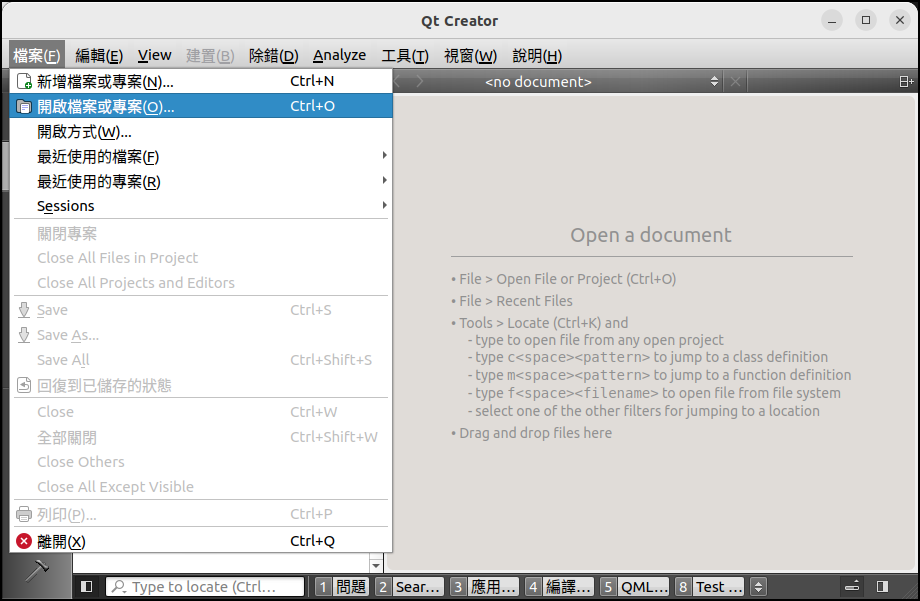 Qt Creator
檔案(F) 編輯(E) View 建置(B) 除錯(D) Analyze 工具(T) 視窗(W) 說明(H)
<no document>
新增檔案或專案(N)... Ctrl+N
開啟檔案或專案(O)... Ctrl+O
開啟方式(W)...
最近使用的檔案(F)
最近使用的專案(R)
Sessions
關閉專案
Close All Files in Project
Close All Projects and Editors
Save Ctrl+S
Save As...
Save All Ctrl+Shift+S
回復到已儲存的狀態
Close Ctrl+W
全部關閉 Ctrl+Shift+W
Close Others
Close All Except Visible
列印(P)... Ctrl+P
離開(X) Ctrl+Q
Open a document
• File > Open File or Project (Ctrl+O)
• File > Recent Files
• Tools > Locate (Ctrl+K) and
- type to open file from any open project
- type c<space><pattern> to jump to a class definition
- type m<space><pattern> to jump to a function definition
- type f<space><filename> to open file from file system
- select one of the other filters for jumping to a location
• Drag and drop files here
Type to locate (Ctrl... 1 問題 2 Sear... 3 應用... 4 編譯... 5 QML... 8 Test ...